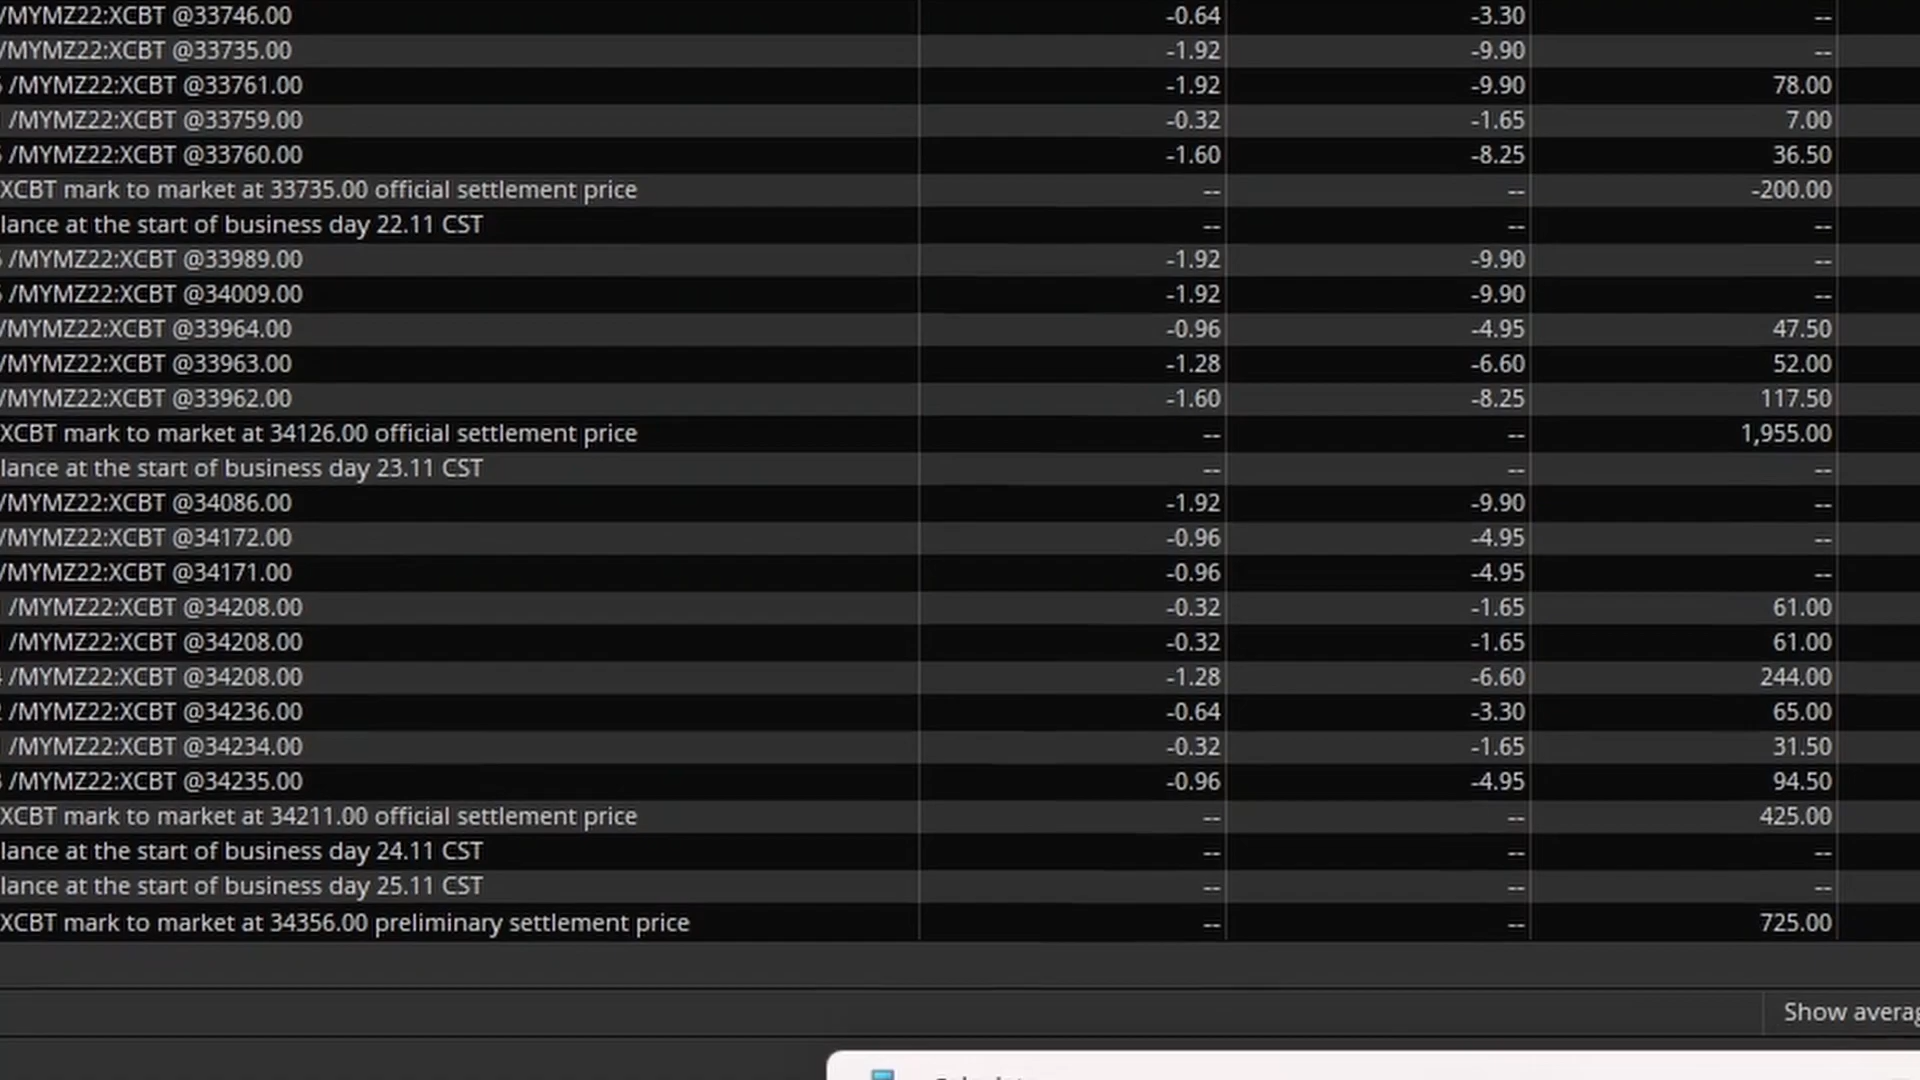 /MYMZ22:XCBT @33746.00 -0.64 -3.30 --
/MYMZ22:XCBT @33735.00 -1.92 -9.90 --
/MYMZ22:XCBT @33761.00 -1.92 -9.90 78.00
/MYMZ22:XCBT @33759.00 -0.32 -1.65 7.00
/MYMZ22:XCBT @33760.00 -1.60 -8.25 36.50
XCBT mark to market at 33735.00 official settlement price -- -- -200.00
lance at the start of business day 22.11 CST -- -- --
/MYMZ22:XCBT @33989.00 -1.92 -9.90 --
/MYMZ22:XCBT @34009.00 -1.92 -9.90 --
/MYMZ22:XCBT @33964.00 -0.96 -4.95 47.50
/MYMZ22:XCBT @33963.00 -1.28 -6.60 52.00
/MYMZ22:XCBT @33962.00 -1.60 -8.25 117.50
XCBT mark to market at 34126.00 official settlement price -- -- 1,955.00
lance at the start of business day 23.11 CST -- -- --
/MYMZ22:XCBT @34086.00 -1.92 -9.90 --
/MYMZ22:XCBT @34172.00 -0.96 -4.95 --
/MYMZ22:XCBT @34171.00 -0.96 -4.95 --
/MYMZ22:XCBT @34208.00 -0.32 -1.65 61.00
/MYMZ22:XCBT @34208.00 -0.32 -1.65 61.00
/MYMZ22:XCBT @34208.00 -1.28 -6.60 244.00
/MYMZ22:XCBT @34236.00 -0.64 -3.30 65.00
/MYMZ22:XCBT @34234.00 -0.32 -1.65 31.50
/MYMZ22:XCBT @34235.00 -0.96 -4.95 94.50
XCBT mark to market at 34211.00 official settlement price -- -- 425.00
lance at the start of business day 24.11 CST -- -- --
lance at the start of business day 25.11 CST -- -- --
XCBT mark to market at 34356.00 preliminary settlement price -- -- 725.00
Show averag